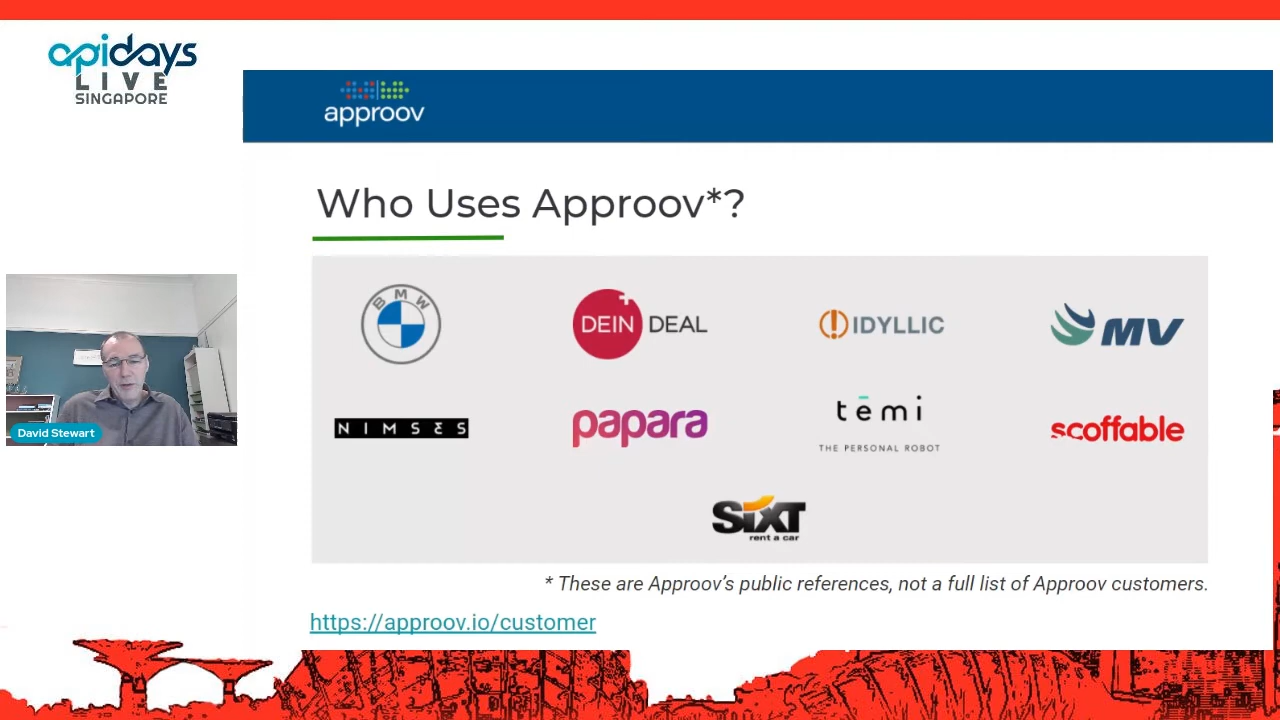 apidays
LIVE
SINGAPORE
approov
Who Uses Approov*?
BMW
DEIN DEAL
IDYLLIC
MV
NIMSES
papara
temi
THE PERSONAL ROBOT
scoffable
SIXT
rent a car
David Stewart
* These are Approov's public references, not a full list of Approov customers.
https://approov.io/customer